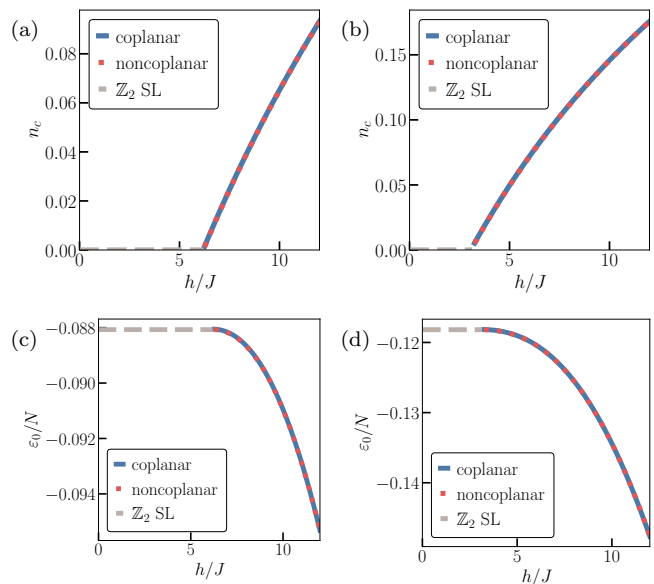 (a)
0.08
0.06
0.04
0.02
0.00
n_c
coplanar
noncoplanar
ℤ₂ SL
0
5
10
h/J
(b)
0.15
0.10
0.05
0.00
n_c
coplanar
noncoplanar
ℤ₂ SL
0
5
10
h/J
(c)
−0.088
−0.090
−0.092
−0.094
ε₀/N
coplanar
noncoplanar
ℤ₂ SL
0
5
10
h/J
(d)
−0.12
−0.13
−0.14
ε₀/N
coplanar
noncoplanar
ℤ₂ SL
0
5
10
h/J